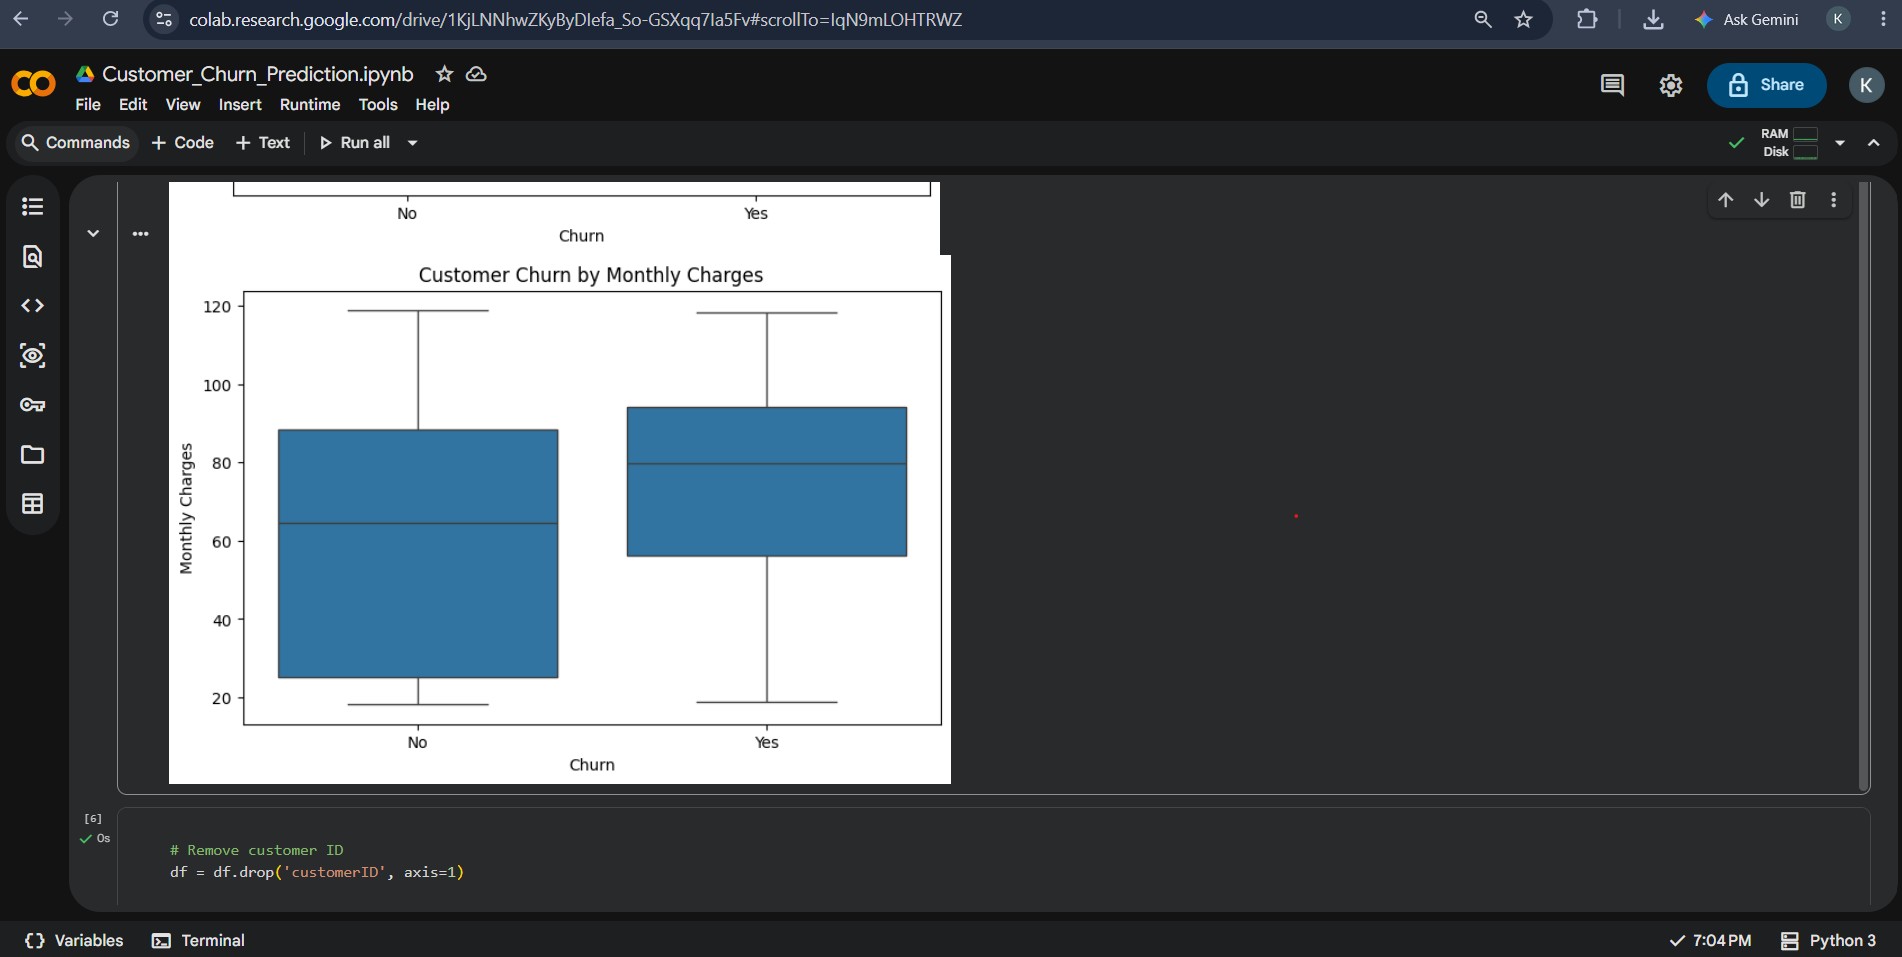 colab.research.google.com/drive/1KjLNNhwZKyByDIefa_So-GSXqq7Ia5Fv#scrollTo=IqN9mLOHTRWZ
Ask Gemini
K
Customer_Churn_Prediction.ipynb
File Edit View Insert Runtime Tools Help
Share
K
Commands + Code + Text Run all
RAM
Disk
No Yes
Churn
Customer Churn by Monthly Charges
120
100
80
60
40
20
Monthly Charges
No Yes
Churn
[6]
0s
# Remove customer ID
df = df.drop('customerID', axis=1)
Variables Terminal
7:04 PM Python 3